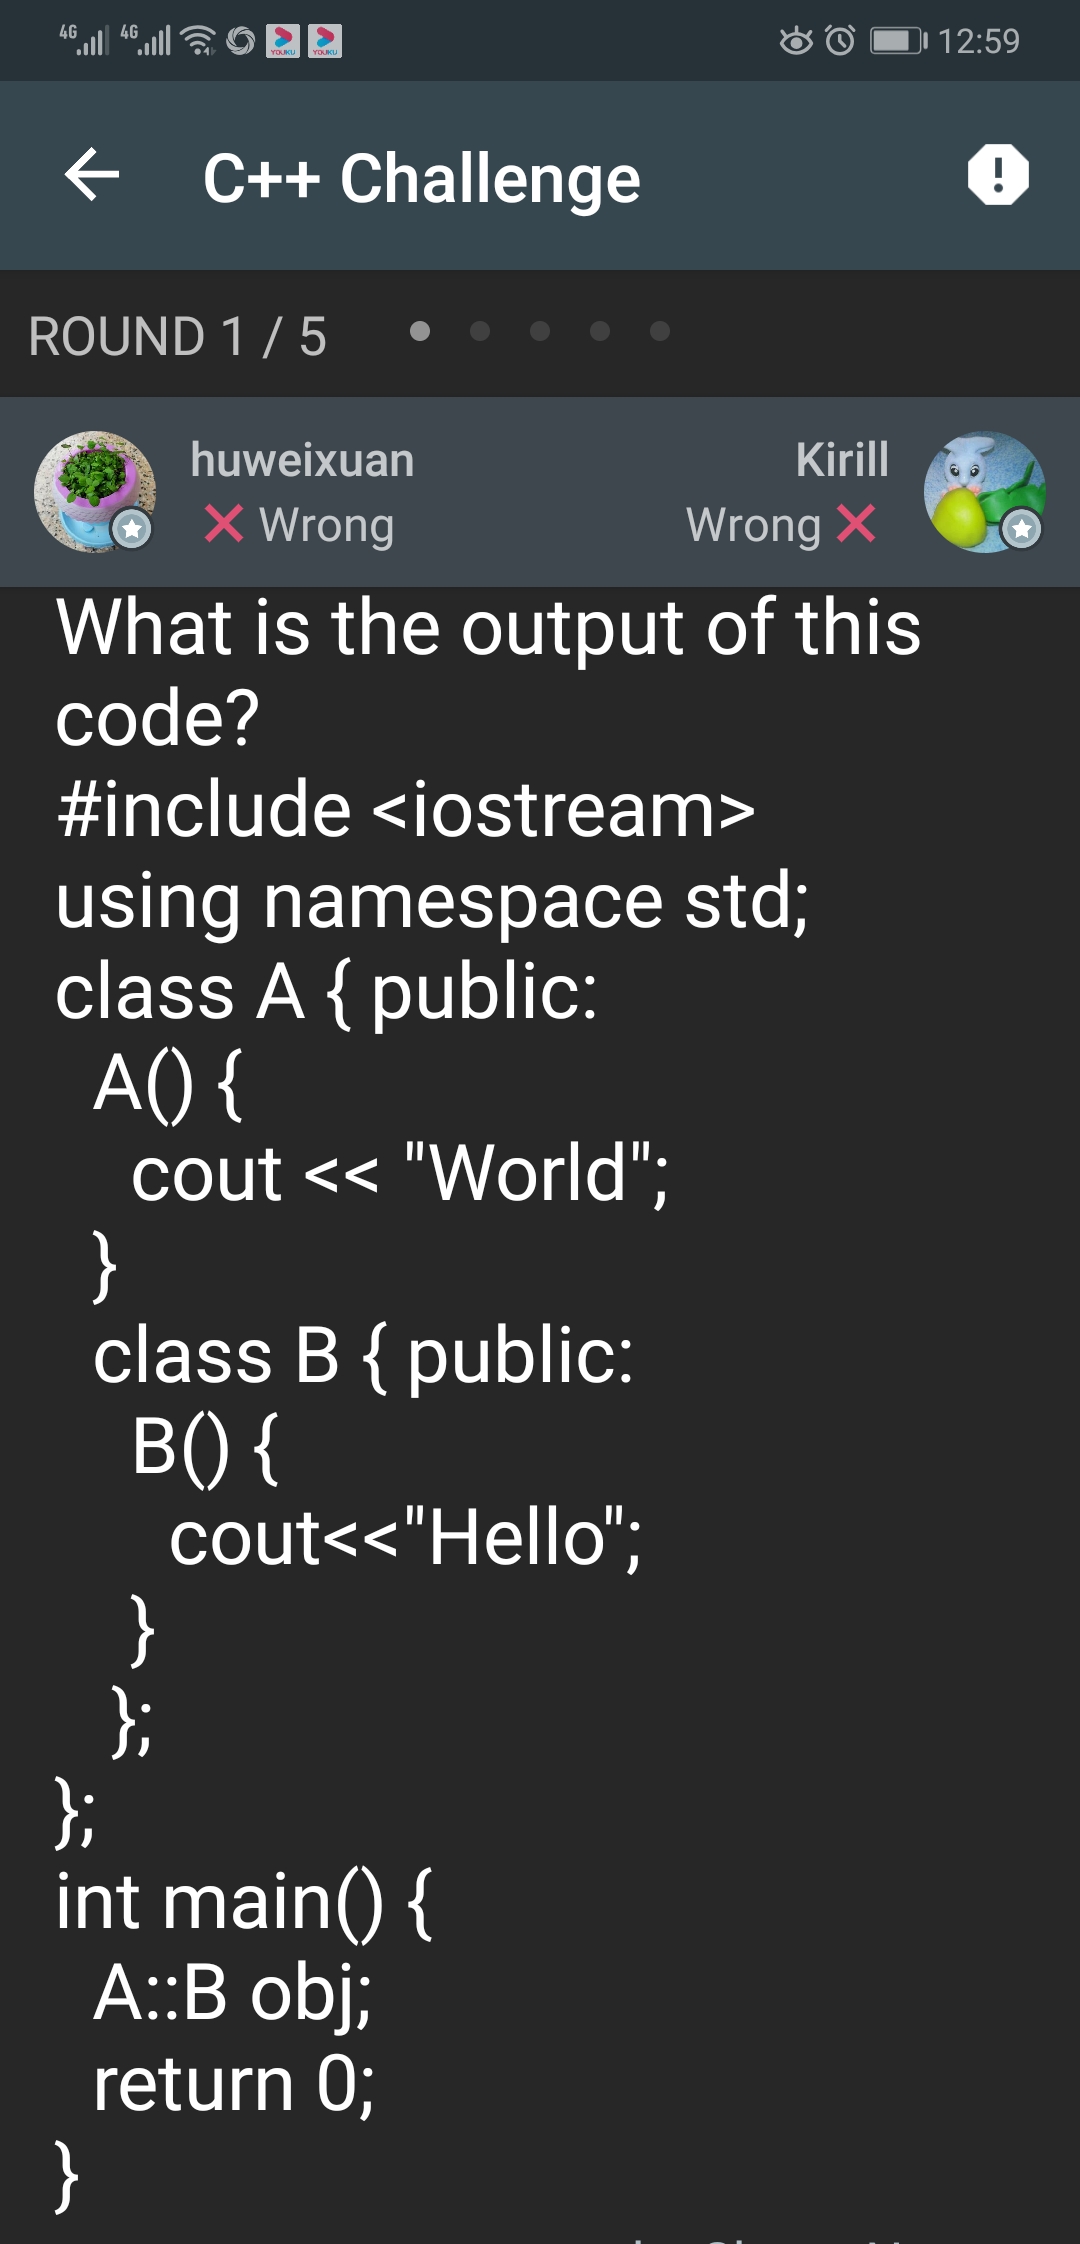 4G 4G 12:59
YOUKU YOUKU
C++ Challenge
ROUND 1 / 5
huweixuan Kirill
Wrong Wrong
What is the output of this
code?
#include <iostream>
using namespace std;
class A { public:
A() {
cout << "World";
}
class B { public:
B() {
cout<<"Hello";
}
};
};
int main() {
A::B obj;
return 0;
}